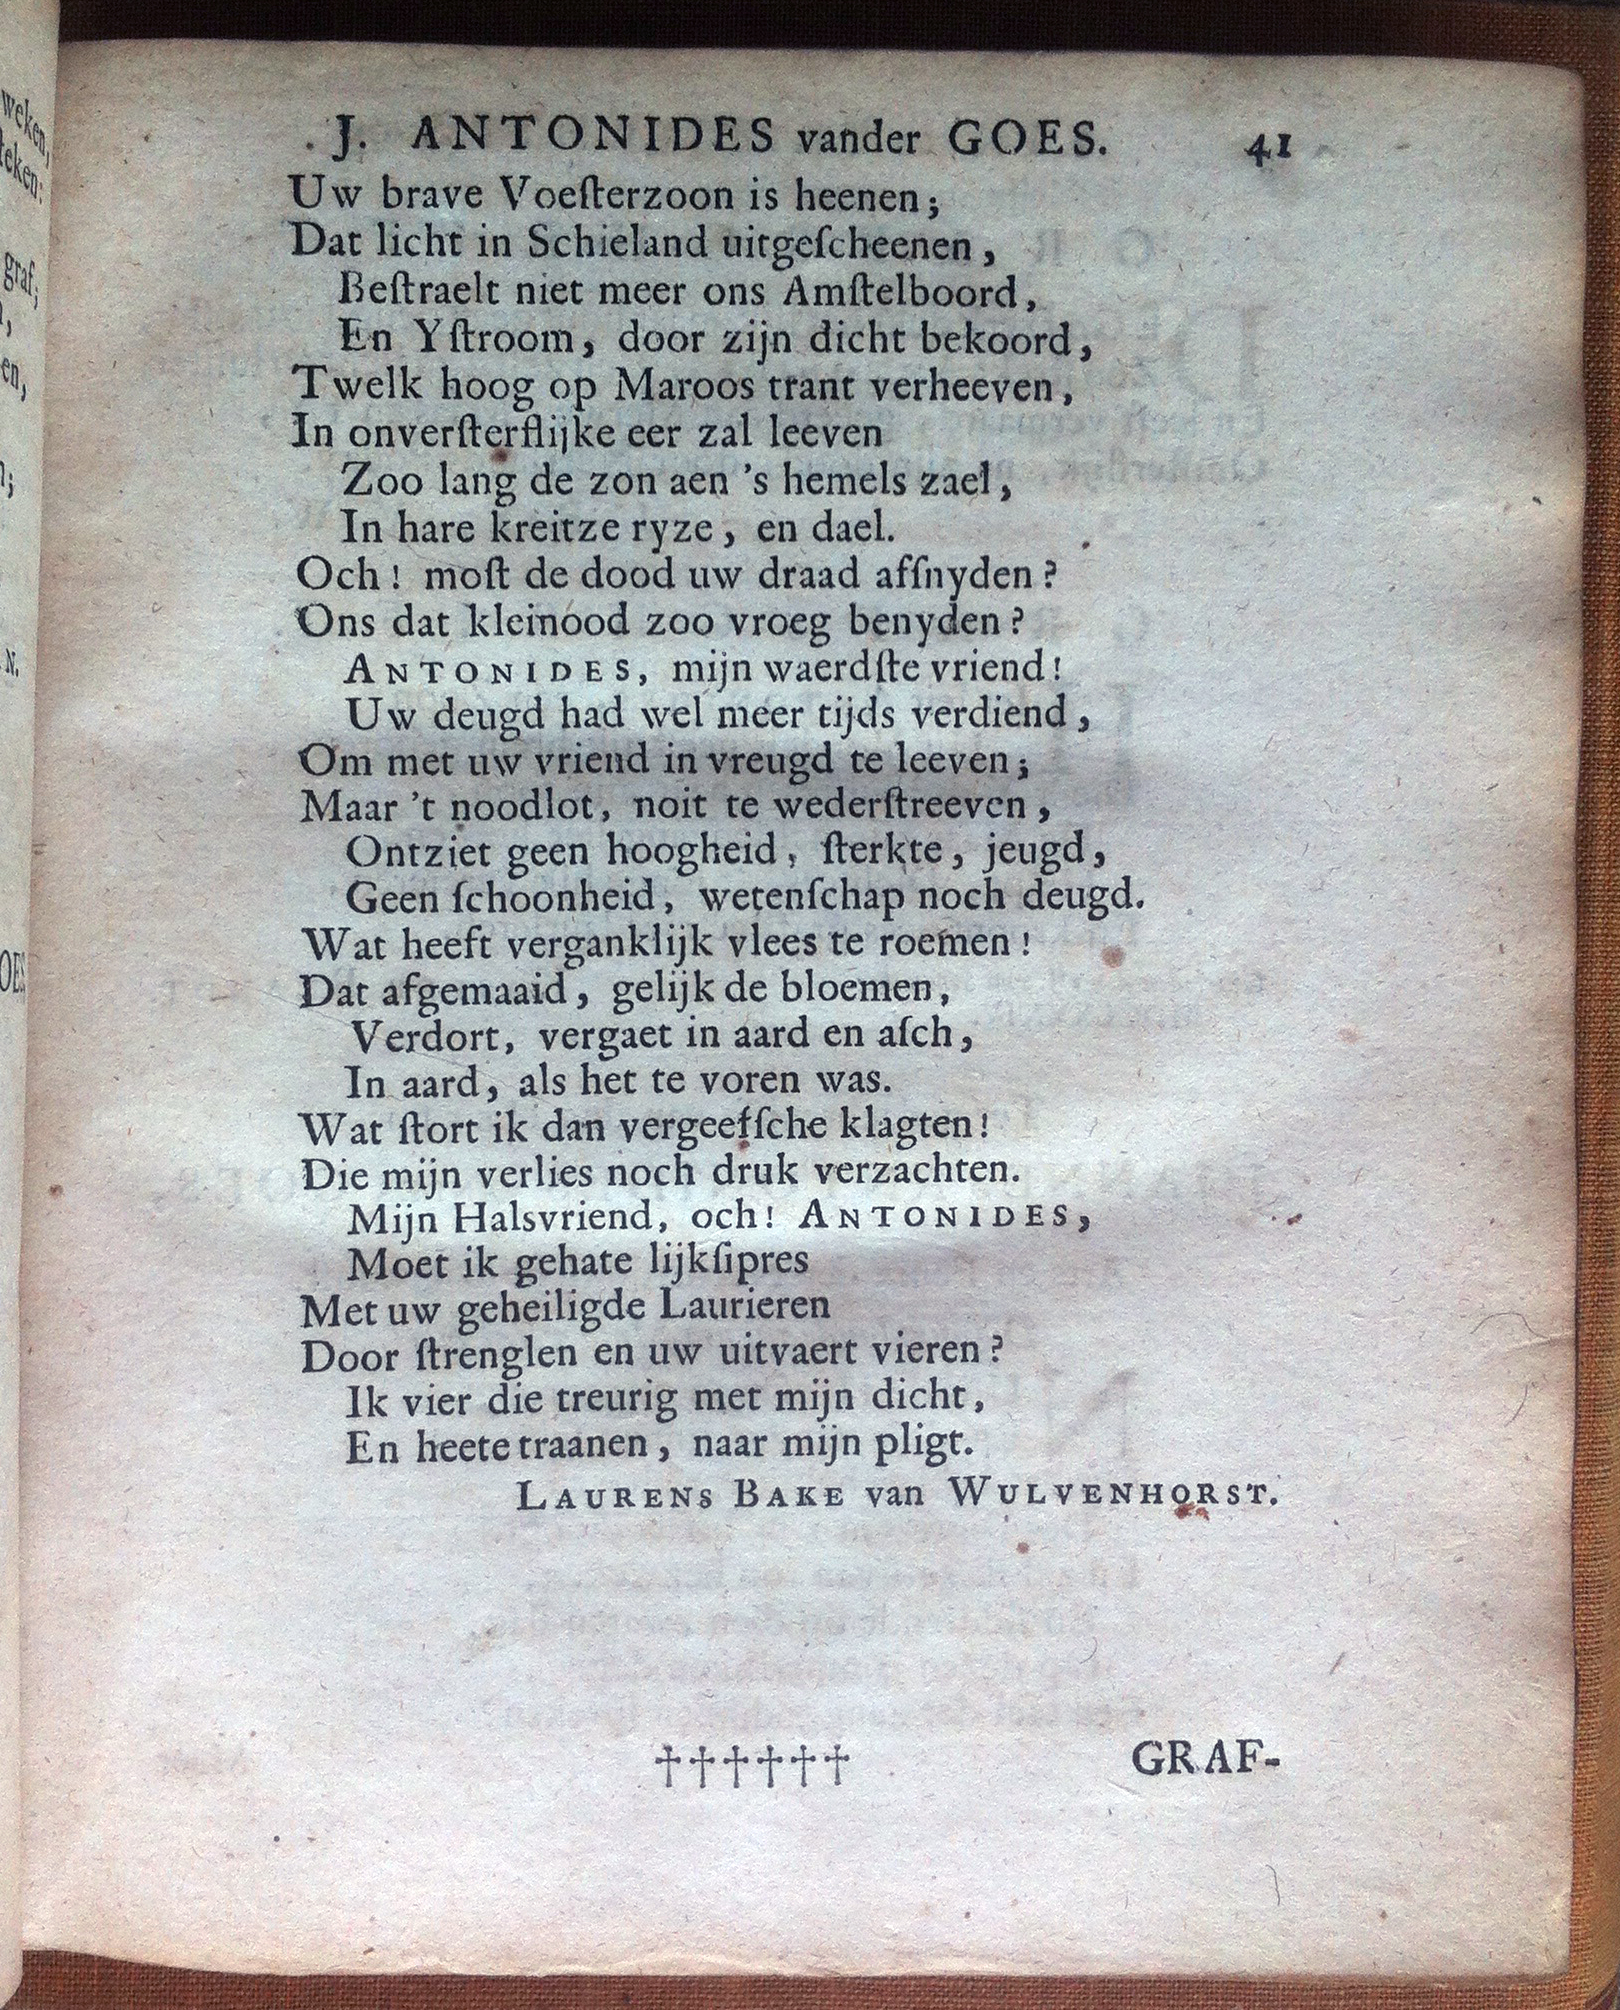 J. ANTONIDES vander GOES. 41
Uw brave Voeſterzoon is heenen;
Dat licht in Schieland uitgeſcheenen,
Beſtraelt niet meer ons Amſtelboord,
En Yſtroom, door zijn dicht bekoord,
Twelk hoog op Maroos trant verheeven,
In onverſterflijke eer zal leeven
Zoo lang de zon aen 's hemels zael,
In hare kreitze ryze, en dael.
Och! moſt de dood uw draad afſnyden?
Ons dat kleinood zoo vroeg benyden?
ANTONIDES, mijn waerdſte vriend!
Uw deugd had wel meer tijds verdiend,
Om met uw vriend in vreugd te leeven;
Maar 't noodlot, noit te wederſtreeven,
Ontziet geen hoogheid, ſterkte, jeugd,
Geen ſchoonheid, wetenſchap noch deugd.
Wat heeft verganklijk vlees te roemen!
Dat afgemaaid, gelijk de bloemen,
Verdort, vergaet in aard en aſch,
In aard, als het te voren was.
Wat ſtort ik dan vergeefſche klagten!
Die mijn verlies noch druk verzachten.
Mijn Halsvriend, och! ANTONIDES,
Moet ik gehate lijkſipres
Met uw geheiligde Laurieren
Door ſtrenglen en uw uitvaert vieren?
Ik vier die treurig met mijn dicht,
En heete traanen, naar mijn pligt.
LAURENS BAKE van WULVENHORST.
†††††† GRAF-
weken,
teken:
graf;
en,
N.
OES